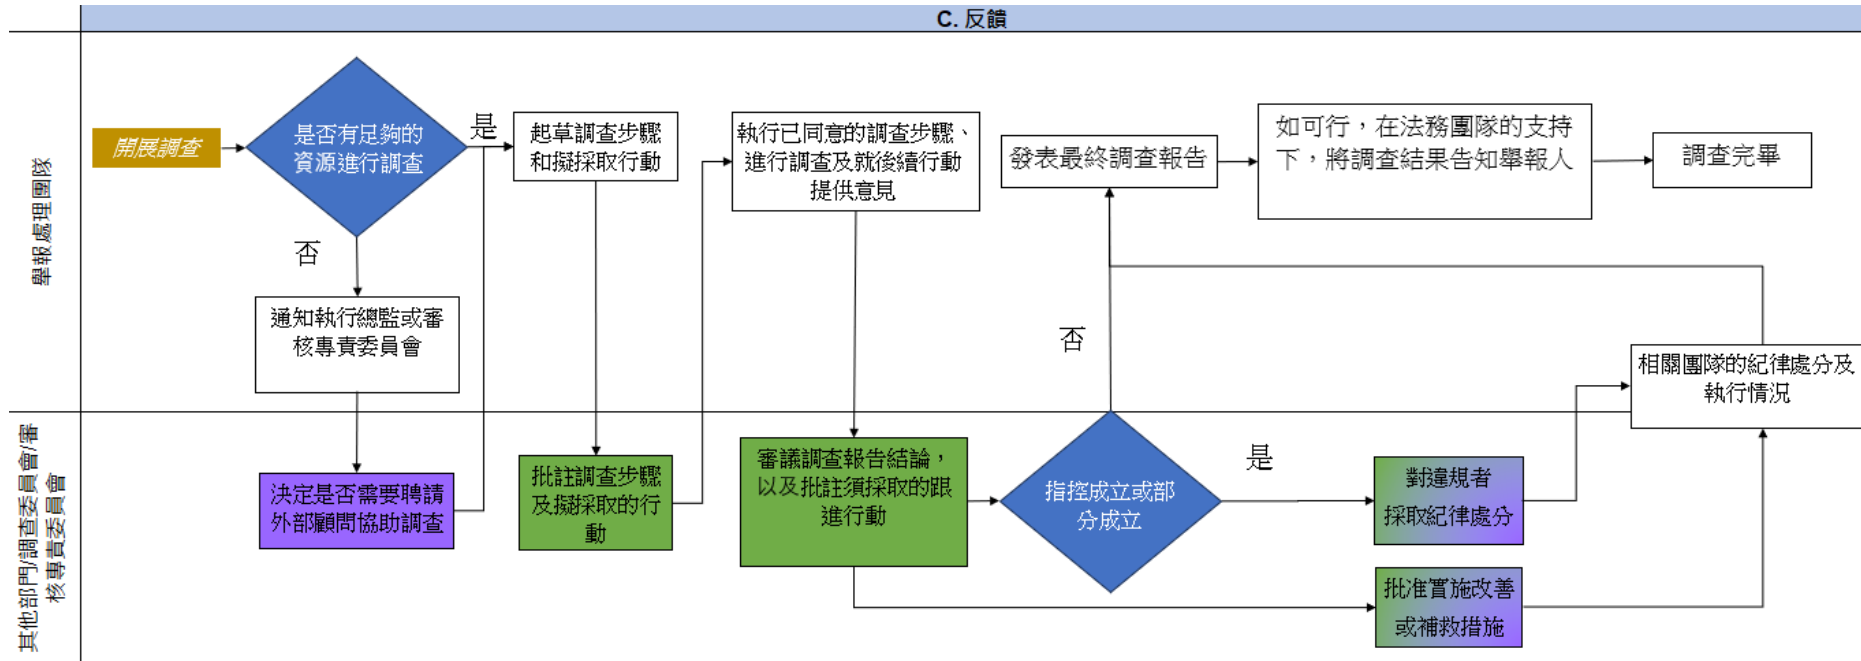 C. 反饋
舉報處理團隊
開展調查
是否有足夠的
資源進行調查
是
否
起草調查步驟
和擬採取行動
執行已同意的調查步驟、
進行調查及就後續行動
提供意見
發表最終調查報告
如可行，在法務團隊的支持
下，將調查結果告知舉報人
調查完畢
通知執行總監或審
核專責委員會
否
相關團隊的紀律處分及
執行情況
其他部門/調查委員會/審
核專責委員會
決定是否需要聘請
外部顧問協助調查
批註調查步驟
及擬採取的行
動
審議調查報告結論，
以及批註須採取的跟
進行動
指控成立或部
分成立
是
對違規者
採取紀律處分
批准實施改善
或補救措施